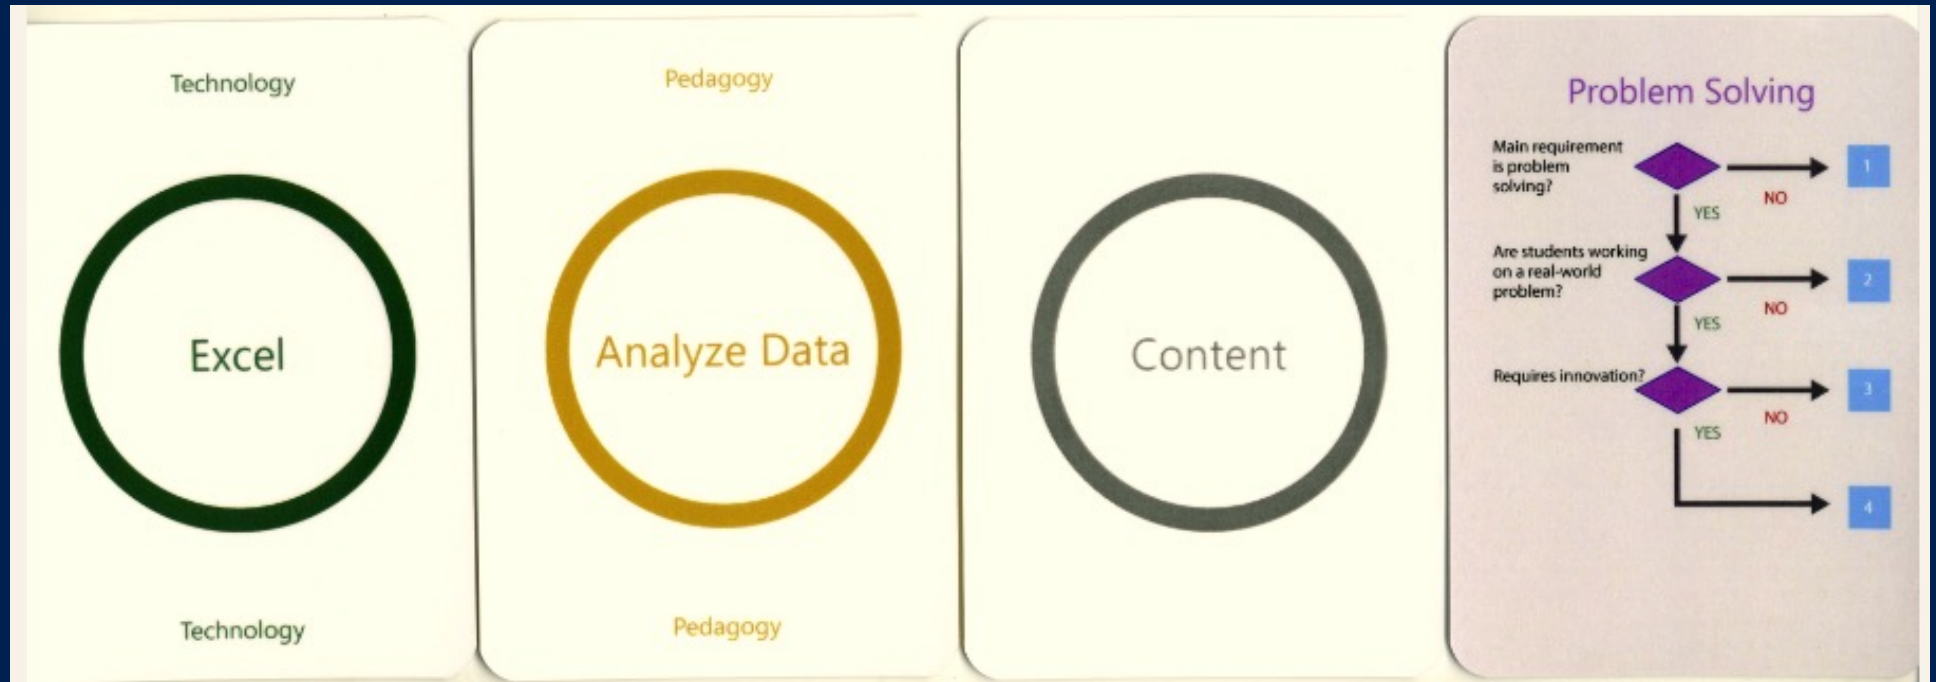 Technology
Excel
Technology
Pedagogy
Analyze Data
Pedagogy
Content
Problem Solving
Main requirement
is problem
solving?
1
NO
YES
Are students working
on a real-world
problem?
2
NO
YES
Requires innovation?
3
NO
YES
4